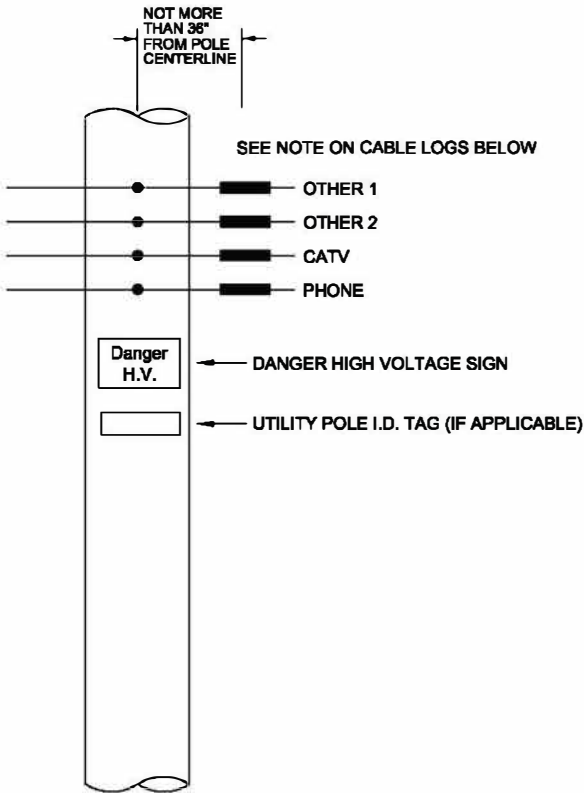 NOT MORE
THAN 36"
FROM POLE
CENTERLINE
SEE NOTE ON CABLE LOGS BELOW
OTHER 1
OTHER 2
CATV
PHONE
Danger
H.V.
DANGER HIGH VOLTAGE SIGN
UTILITY POLE I.D. TAG (IF APPLICABLE)